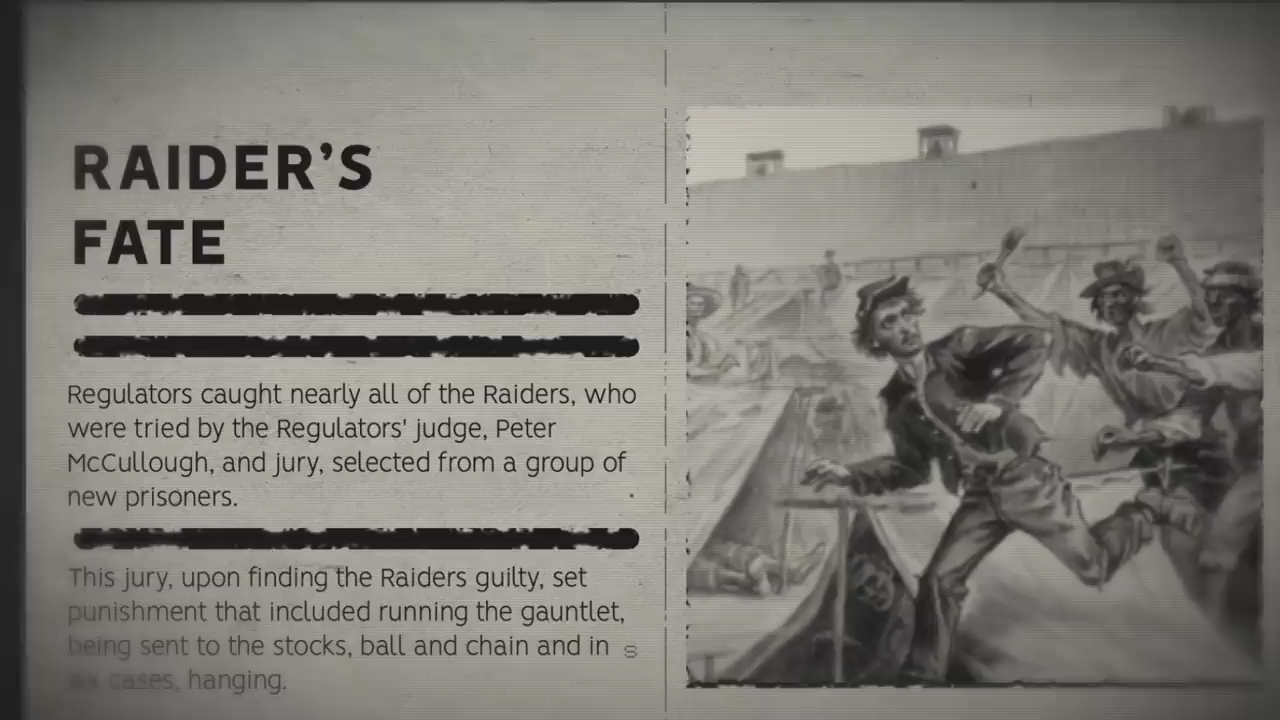 RAIDER'S
FATE
Regulators caught nearly all of the Raiders, who
were tried by the Regulators' judge, Peter
McCullough, and jury, selected from a group of
new prisoners.
This jury, upon finding the Raiders guilty, set
punishment that included running the gauntlet,
being sent to the stocks, ball and chain and in s
cases, hanging.